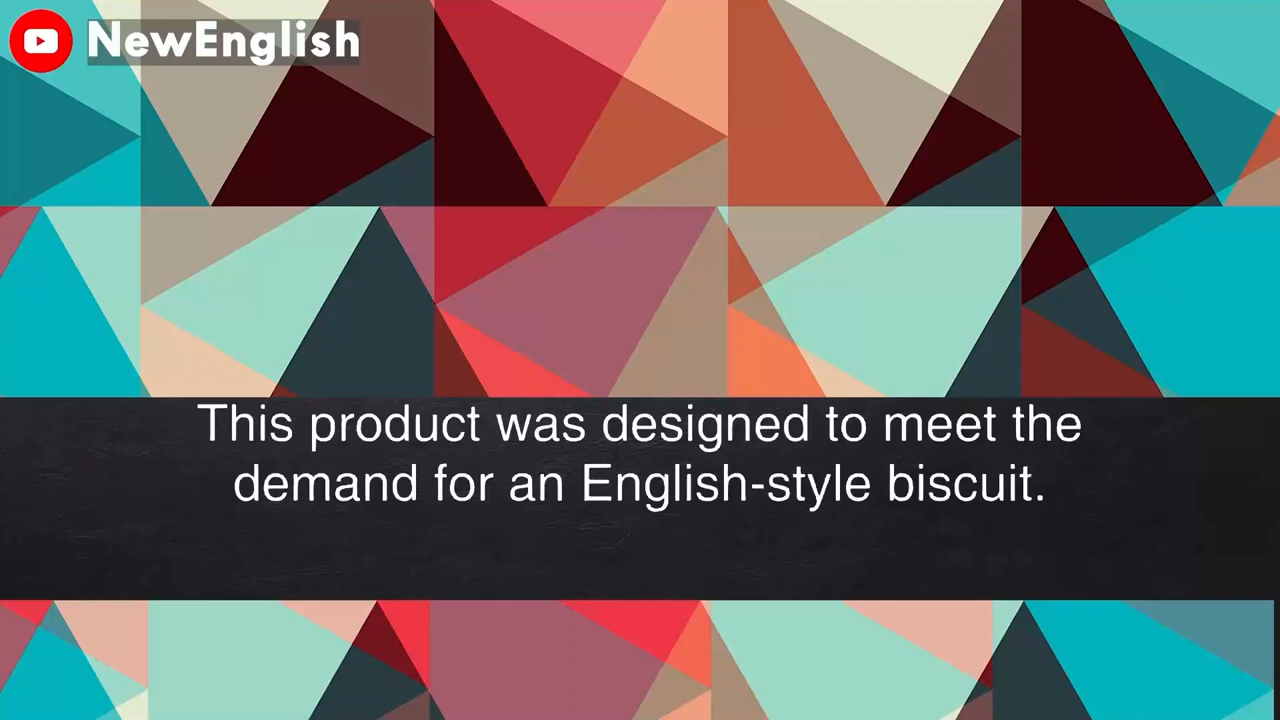 NewEnglish
This product was designed to meet the
demand for an English-style biscuit.